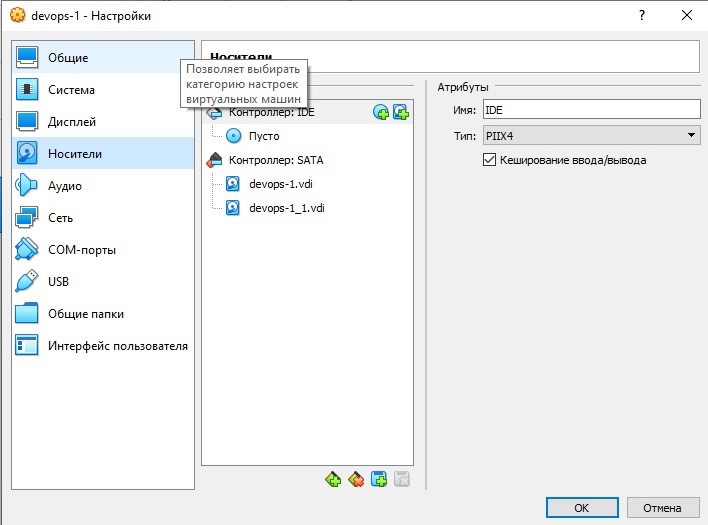 devops-1 - Настройки
?
Общие
Система
Дисплей
Носители
Аудио
Сеть
COM-порты
USB
Общие папки
Интерфейс пользователя
Носители
Позволяет выбирать
категорию настроек
виртуальных машин
Контроллер: IDE
Пусто
Контроллер: SATA
devops-1.vdi
devops-1_1.vdi
Атрибуты
Имя: IDE
Тип: PIIX4
Кеширование ввода/вывода
OK
Отмена